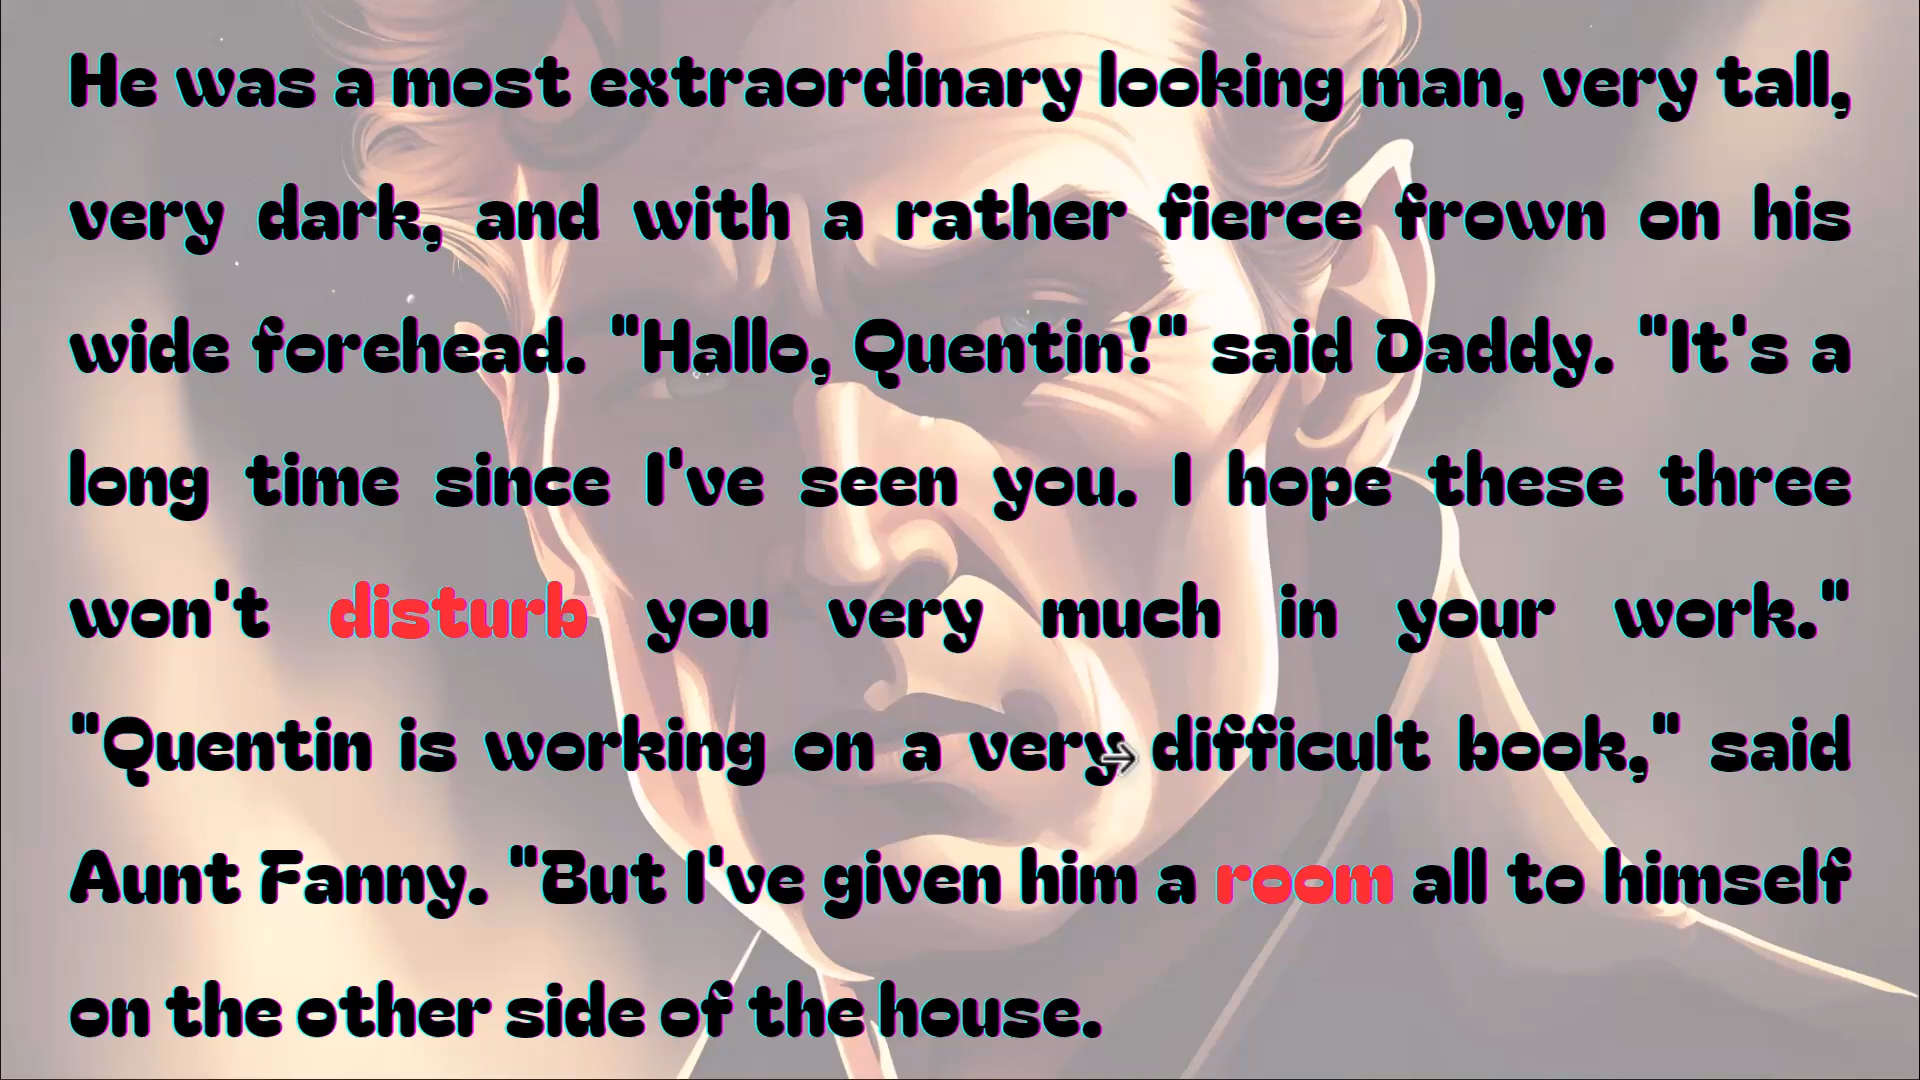 He was a most extraordinary looking man, very tall,
very dark, and with a rather fierce frown on his
wide forehead. "Hallo, Quentin!" said Daddy. "It's a
long time since I've seen you. I hope these three
won't disturb you very much in your work."
"Quentin is working on a very difficult book," said
Aunt Fanny. "But I've given him a room all to himself
on the other side of the house.